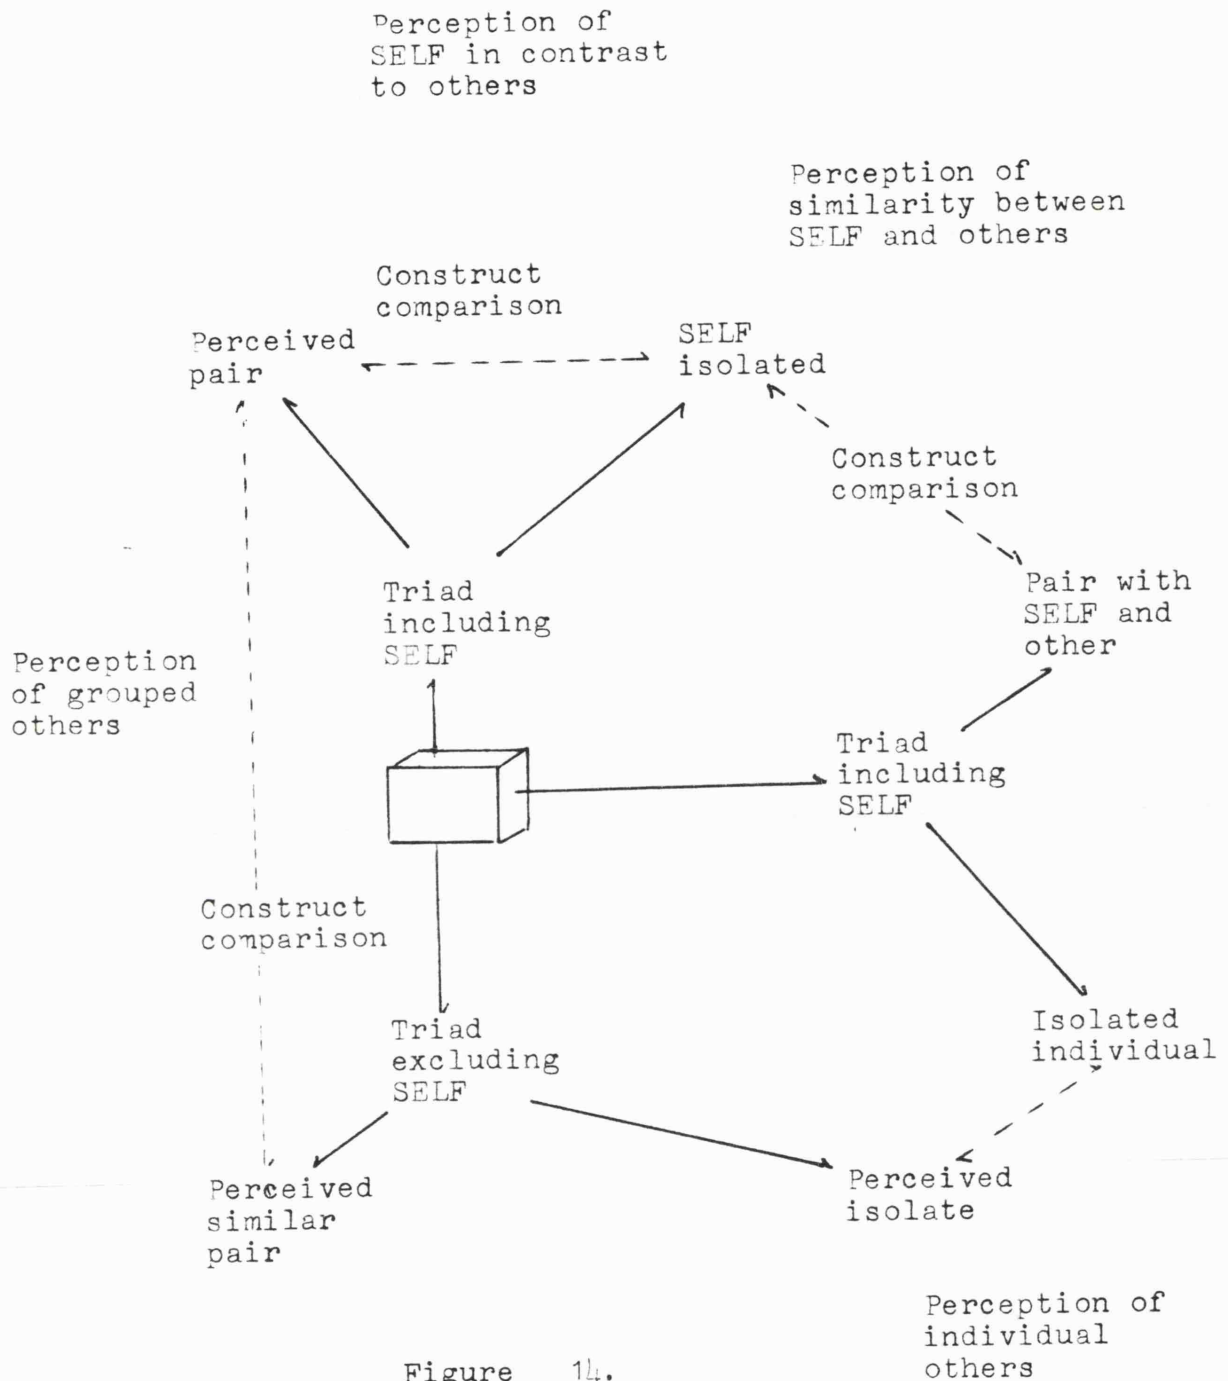 Perception of
SELF in contrast
to others
Perception of
similarity between
SELF and others
Construct
comparison
Perceived
pair
SELF
isolated
Construct
comparison
Triad
including
SELF
Pair with
SELF and
other
Perception
of grouped
others
Triad
including
SELF
Construct
comparison
Triad
excluding
SELF
Isolated
individual
Perceived
similar
pair
Perceived
isolate
Perception of
individual
others
Figure 14.